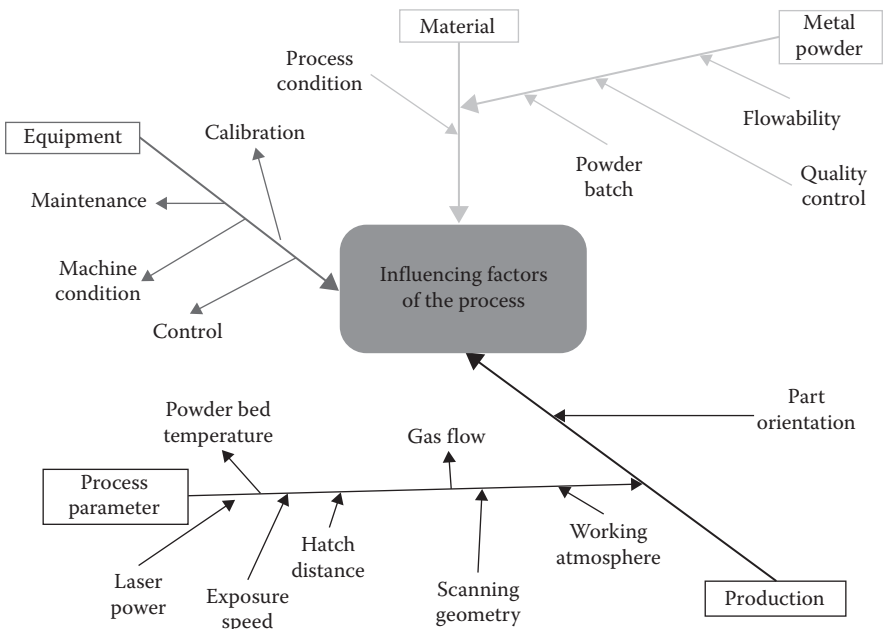 Material
Metal
powder
Process
condition
Flowability
Equipment
Calibration
Powder
batch
Quality
control
Maintenance
Machine
condition
Control
Influencing factors
of the process
Part
orientation
Powder bed
temperature
Gas flow
Process
parameter
Working
atmosphere
Hatch
distance
Laser
power
Exposure
speed
Scanning
geometry
Production